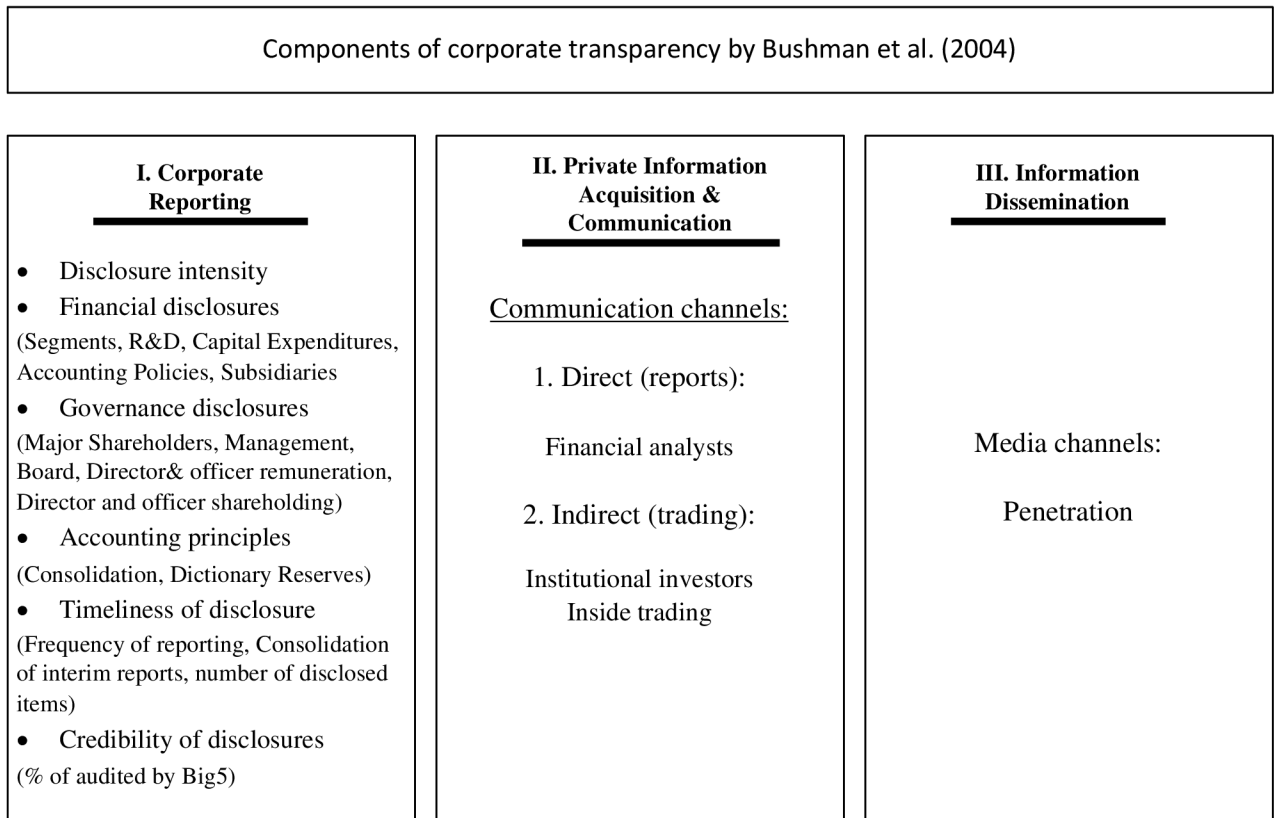 Components of corporate transparency by Bushman et al. (2004)
I. Corporate
Reporting
• Disclosure intensity
• Financial disclosures
(Segments, R&D, Capital Expenditures,
Accounting Policies, Subsidiaries
• Governance disclosures
(Major Shareholders, Management,
Board, Director& officer remuneration,
Director and officer shareholding)
• Accounting principles
(Consolidation, Dictionary Reserves)
• Timeliness of disclosure
(Frequency of reporting, Consolidation
of interim reports, number of disclosed
items)
• Credibility of disclosures
(% of audited by Big5)
II. Private Information
Acquisition &
Communication
Communication channels:
1. Direct (reports):
Financial analysts
2. Indirect (trading):
Institutional investors
Inside trading
III. Information
Dissemination
Media channels:
Penetration